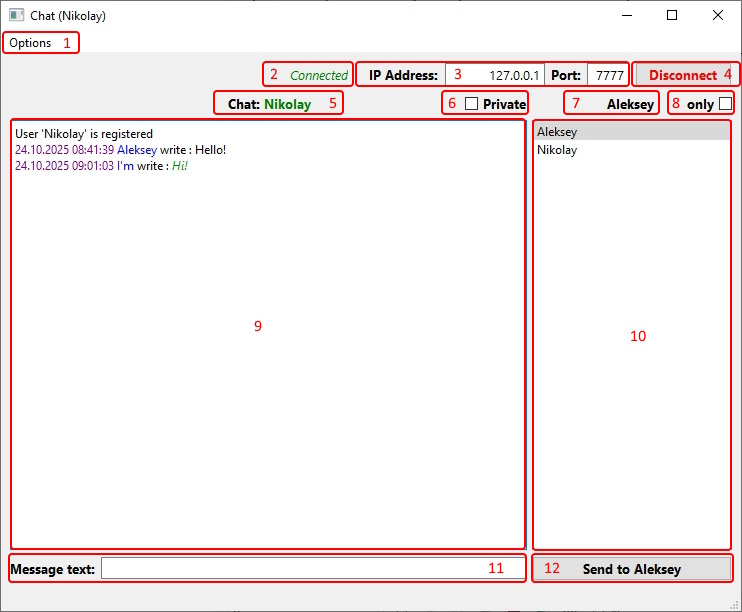 Chat (Nikolay)
Options 1
2 Connected IP Address: 3 127.0.0.1 Port: 7777 Disconnect 4
Chat: Nikolay 5 6 Private 7 Aleksey 8 only
User 'Nikolay' is registered
24.10.2025 08:41:39 Aleksey write : Hello!
24.10.2025 09:01:03 I'm write : Hi!
9
Aleksey
Nikolay
10
Message text: 11 12 Send to Aleksey